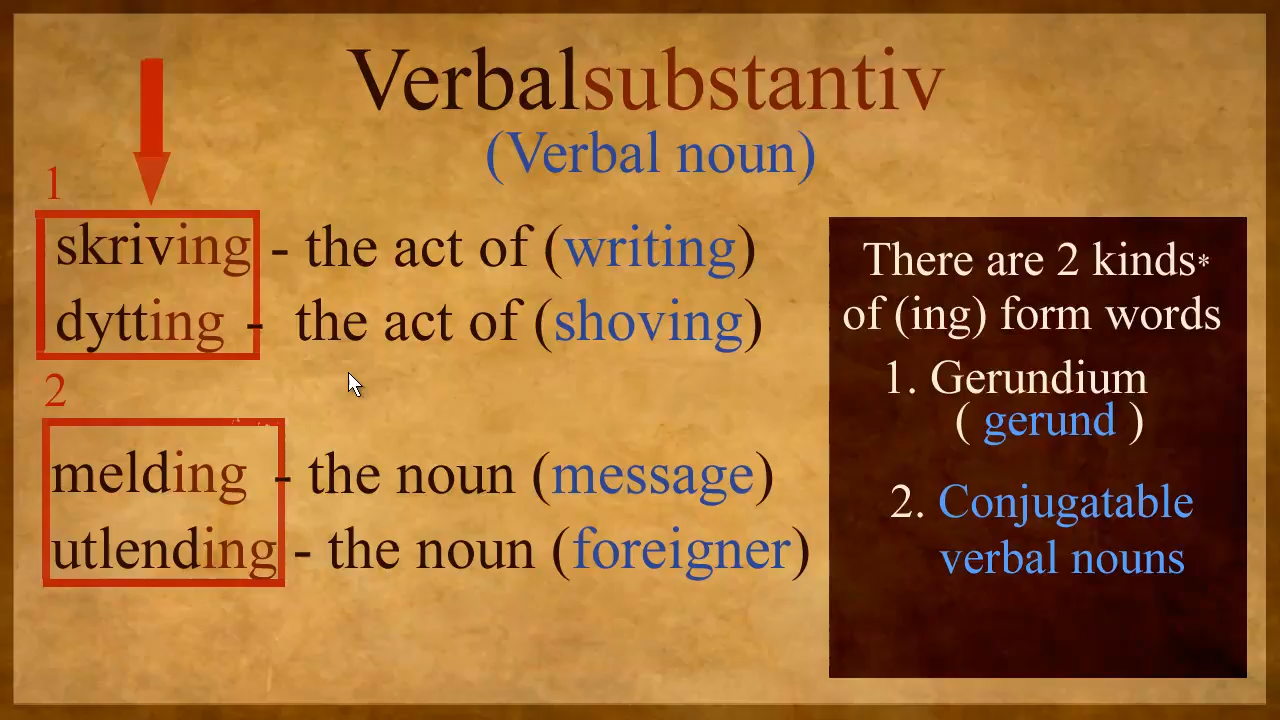 Verbalsubstantiv
(Verbal noun)
1
skriving - the act of (writing)
dytting - the act of (shoving)
2
melding - the noun (message)
utlending - the noun (foreigner)
There are 2 kinds*
of (ing) form words
1. Gerundium
( gerund )
2. Conjugatable
verbal nouns